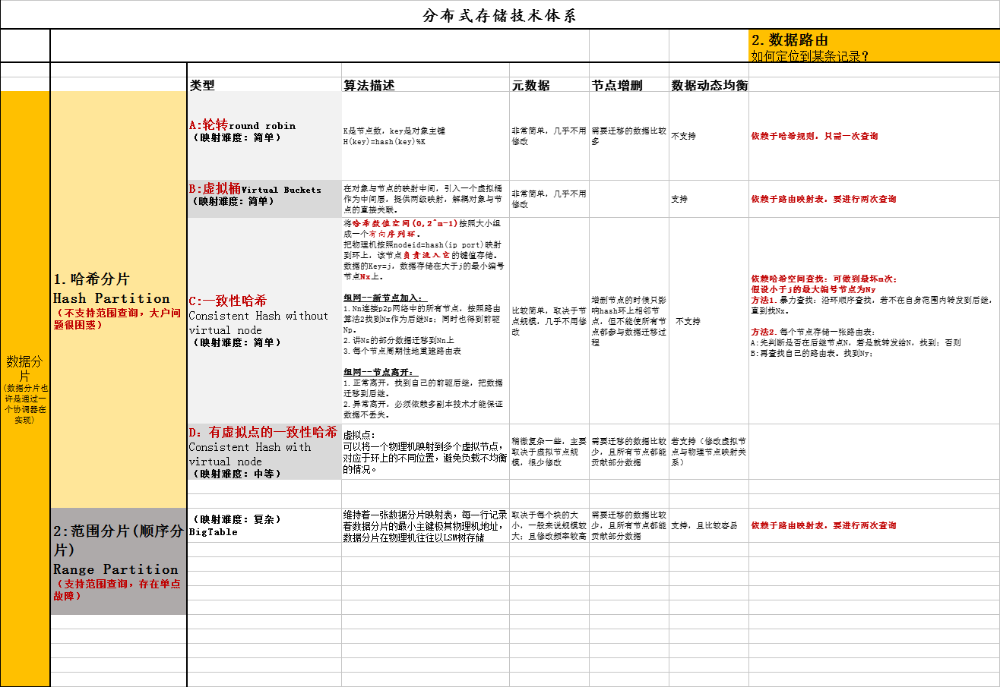 分布式存储技术体系
2.数据路由
如何定位到某条记录?
类型
算法描述
元数据
节点增删
数据动态均衡
数据分
片
(数据分片也
许是通过一
个协调器在
实现)
1.哈希分片
Hash Partition
(不支持范围查询，大户问
题很困惑)
A:轮转round robin
(映射难度：简单)
K是节点数，key是对象主键
H(key)=hash(key)%K
非常简单，几乎不用
修改
需要迁移的数据比较
多
不支持
依赖于哈希规则，只需一次查询
B:虚拟桶Virtual Buckets
(映射难度：简单)
在对象与节点的映射中间，引入一个虚拟桶
作为中间层，提供两级映射，解耦对象与节
点的直接关联。
非常简单，几乎不用
修改
支持
依赖于路由映射表，要进行两次查询
C:一致性哈希
Consistent Hash without
virtual node
(映射难度：简单)
将哈希数值空间(0,2^m-1)按照大小组
成一个有向序列环。
把物理机按照nodeid=hash(ip port)映射
到环上，该节点负责流入它的键值存储。
数据的Key=j，数据存储在大于j的最小编号
节点Nx上。
组网--新节点加入：
1.Nn连接p2p网络中的所有节点，按照路由
算法2找到Nx作为后继Ns；同时也得到前驱
Np。
2.讲Ns的部分数据迁移到Nn上
3.每个节点周期性地重建路由表
组网--节点离开：
1.正常离开，找到自己的前驱后继，把数据
迁移到后继。
2.异常离开，必须依赖多副本技术才能保证
数据不丢失。
比较简单，取决于节
点规模，几乎不用修
改
增删节点的时候只影
响hash环上相邻节
点，但不能使所有节
点都参与数据迁移过
程
不支持
依赖哈希空间查找：可做到最坏m次；
假设小于j的最大编号节点为Ny
方法1.暴力查找：沿环顺序查找，若不在自身范围内转发到后继，
直到找Nx。
方法2.每个节点存储一张路由表：
A:先判断是否在后继节点N，若是就转发给N，找到；否则
B:再查找自己的路由表。找到Ny；
D：有虚拟点的一致性哈希
Consistent Hash with
virtual node
(映射难度：中等)
虚拟点：
可以将一个物理机映射到多个虚拟节点，
对应于环上的不同位置，避免负载不均衡
的情况。
稍微复杂一些，主要
取决于虚拟节点规
模，很少修改
需要迁移的数据比较
少，且所有节点都能
贡献部分数据
若支持（修改虚拟节
点与物理节点映射关
系）
2:范围分片(顺序分
片)
Range Partition
(支持范围查询，存在单点
故障)
(映射难度：复杂)
BigTable
维持着一张数据分片映射表，每一行记录
着数据分片的最小主键极其物理机地址，
数据分片在物理机往往以LSM树存储
取决于每个块的大
小，一般来说规模较
大；且修改频率较高
需要迁移的数据比较
少，且所有节点都能
贡献部分数据
支持，且比较容易
依赖于路由映射表，要进行两次查询